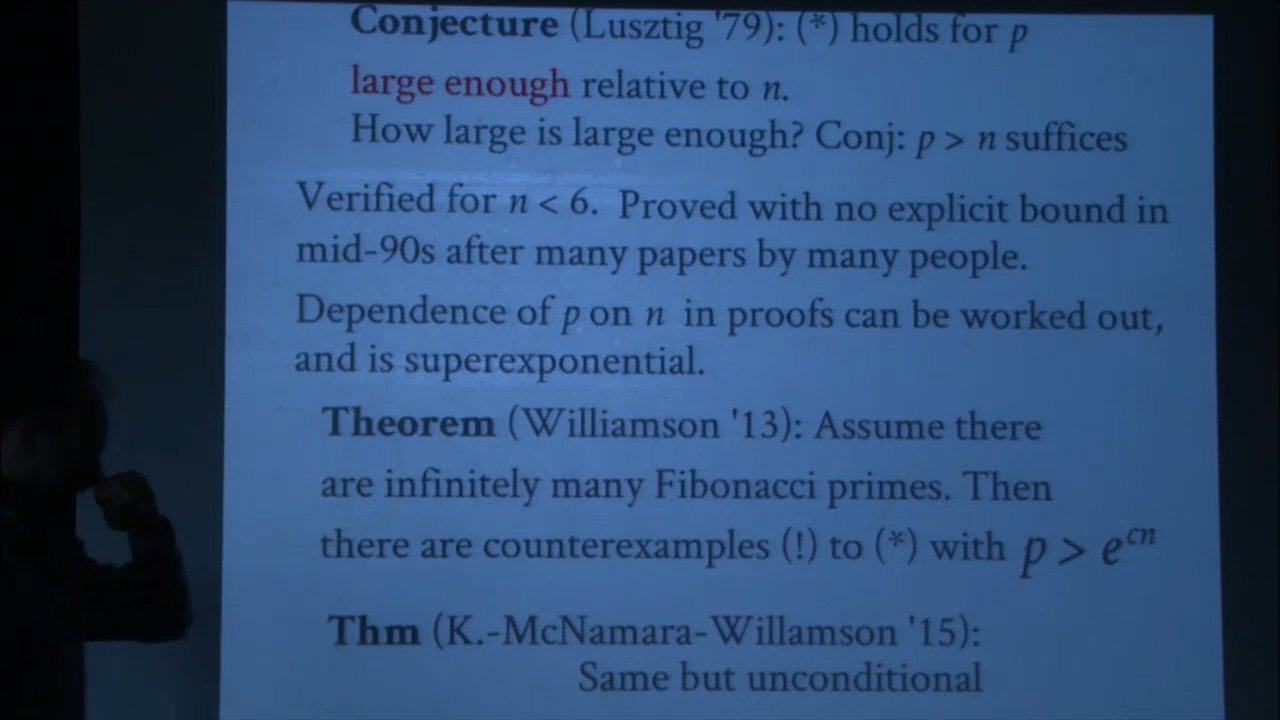 Conjecture (Lusztig '79): (*) holds for p
large enough relative to n.
How large is large enough? Conj: p > n suffices
Verified for n < 6. Proved with no explicit bound in
mid-90s after many papers by many people.
Dependence of p on n in proofs can be worked out,
and is superexponential.
Theorem (Williamson '13): Assume there
are infinitely many Fibonacci primes. Then
there are counterexamples (!) to (*) with p > e^{cn}
Thm (K.-McNamara-Willamson '15):
Same but unconditional